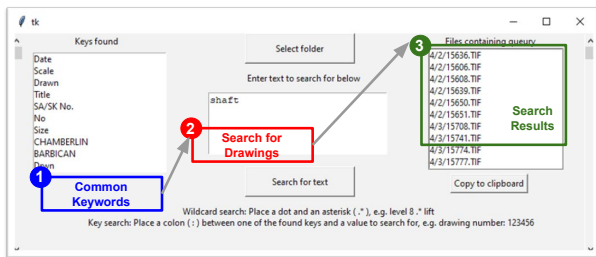 tk
Keys found
Date
Scale
Drawn
Title
SA/SK No.
No
Size
CHAMBERLIN
BARBICAN
1
Common
Keywords
Select folder
Enter text to search for below
shaft
2
Search for
Drawings
Search for text
3
Files containing queury
4/2/15636.TIF
4/2/15606.TIF
4/2/15608.TIF
4/2/15639.TIF
4/2/15650.TIF
4/2/15651.TIF
4/3/15708.TIF
4/3/15741.TIF
4/3/15774.TIF
4/3/15777.TIF
Search
Results
Copy to clipboard
Wildcard search: Place a dot and an asterisk ( .* ), e.g. level 8 .* lift
Key search: Place a colon ( : ) between one of the found keys and a value to search for, e.g. drawing number: 123456